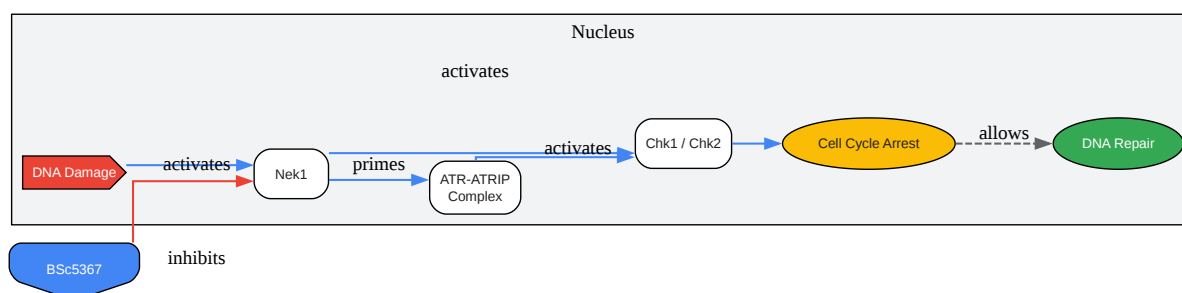 Nucleus
activates
DNA Damage
activates
Nek1
primes
ATR-ATRIP
Complex
activates
Chk1 / Chk2
Cell Cycle Arrest
allows
DNA Repair
BSc5367
inhibits